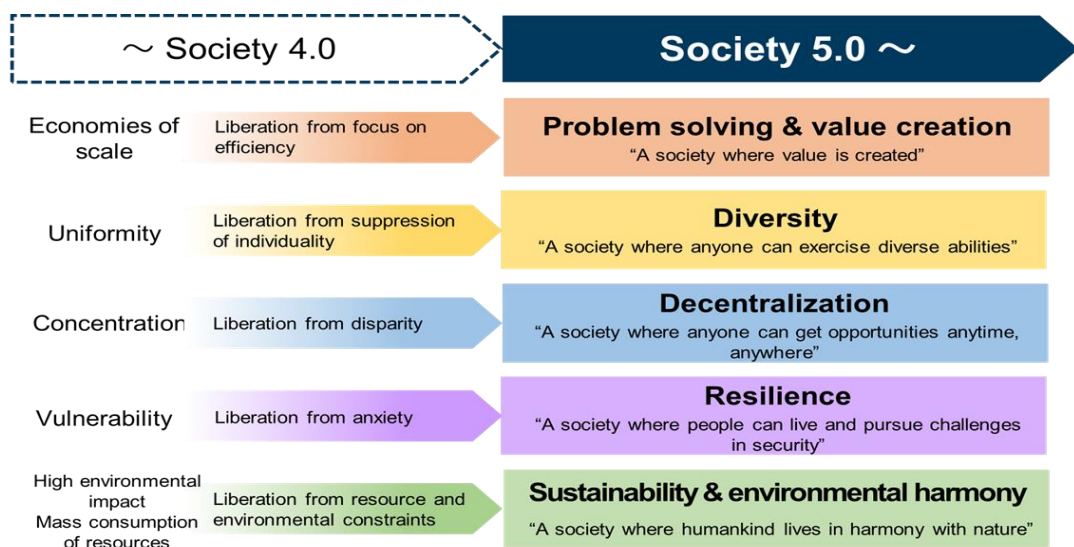 ～ Society 4.0
Society 5.0 ～
Economies of
scale
Liberation from focus on
efficiency
Problem solving & value creation
“A society where value is created”
Uniformity
Liberation from suppression
of individuality
Diversity
“A society where anyone can exercise diverse abilities”
Concentration
Liberation from disparity
Decentralization
“A society where anyone can get opportunities anytime,
anywhere”
Vulnerability
Liberation from anxiety
Resilience
“A society where people can live and pursue challenges
in security”
High environmental
impact
Mass consumption
of resources
Liberation from resource and
environmental constraints
Sustainability & environmental harmony
“A society where humankind lives in harmony with nature”